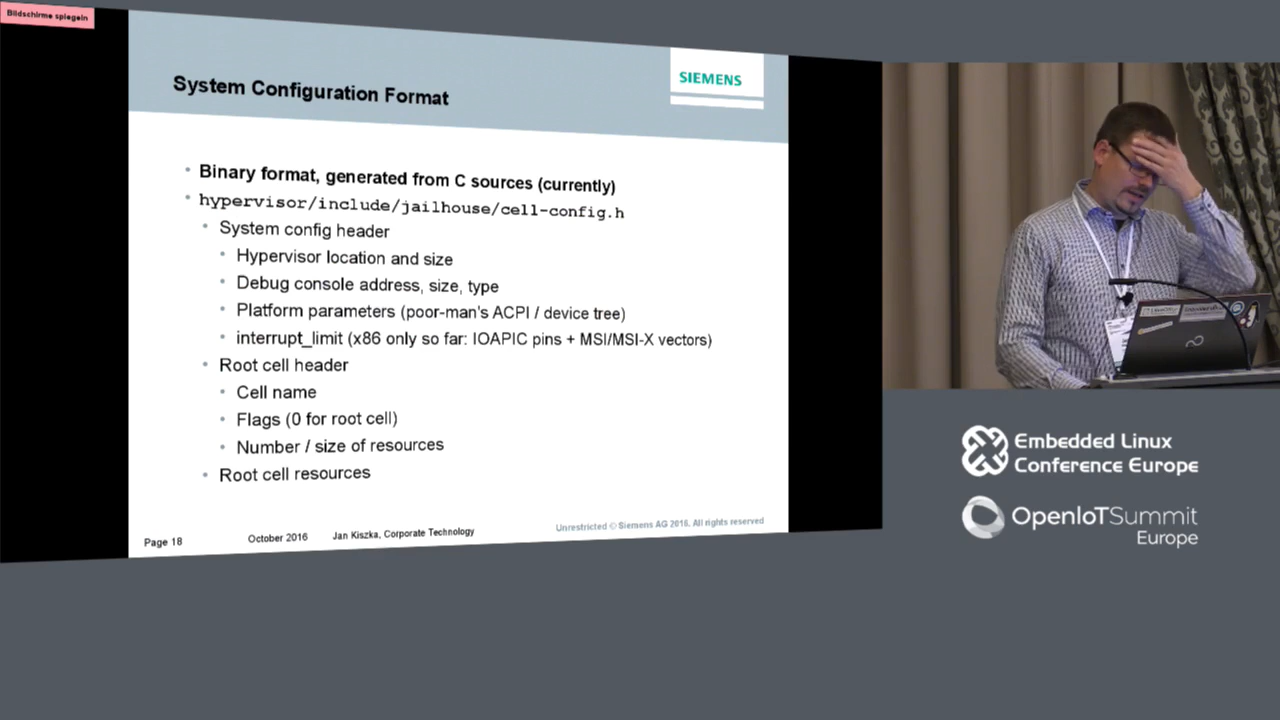 Bildschirme spiegeln
System Configuration Format
SIEMENS
Binary format, generated from C sources (currently)
hypervisor/include/jailhouse/cell-config.h
System config header
Hypervisor location and size
Debug console address, size, type
Platform parameters (poor-man's ACPI / device tree)
interrupt_limit (x86 only so far: IOAPIC pins + MSI/MSI-X vectors)
Root cell header
Cell name
Flags (0 for root cell)
Number / size of resources
Root cell resources
Unrestricted © Siemens AG 2016. All rights reserved
Page 18
October 2016
Jan Kiszka, Corporate Technology
Embedded Linux
Conference Europe
OpenIoTSummit
Europe